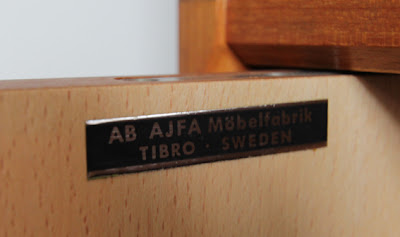 AB AJFA Möbelfabrik
TIBRO · SWEDEN